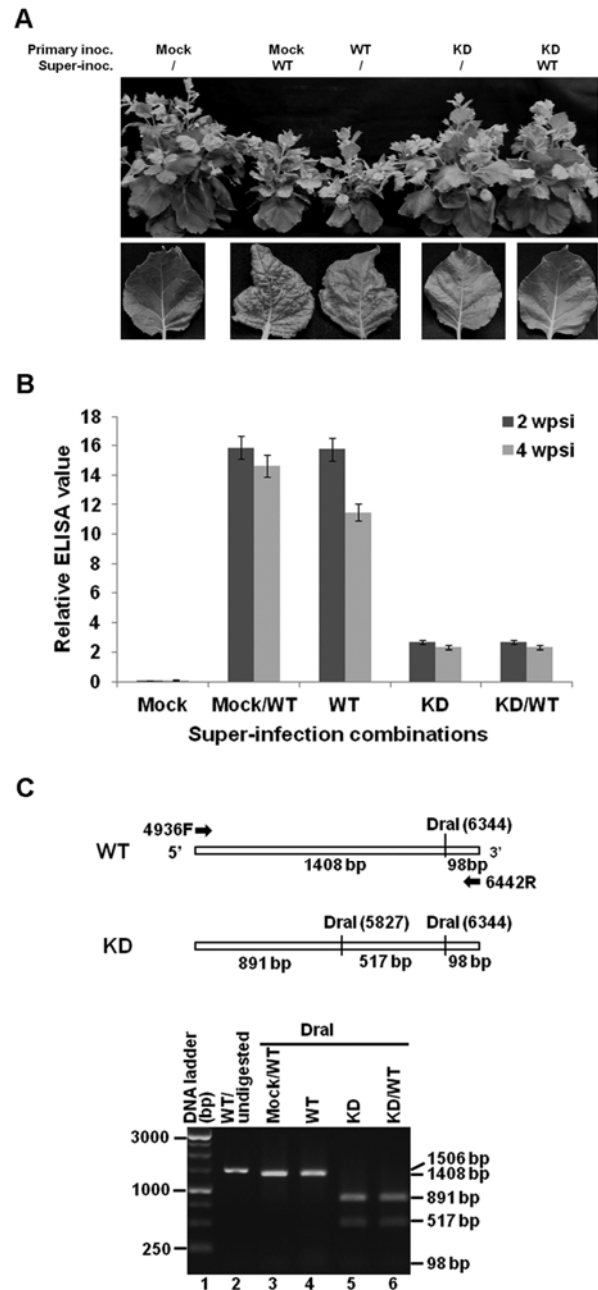 A
Primary inoc. Mock Mock WT KD KD
Super-inoc. / WT / / WT
B
Relative ELISA value
18
16
14
12
10
8
6
4
2
0
2 wpsi
4 wpsi
Mock Mock/WT WT KD KD/WT
Super-infection combinations
C
4936F
DraI (6344)
WT 5’ 3’
1408 bp 98bp
6442R
DraI (5827) DraI (6344)
KD
891 bp 517 bp 98 bp
DraI
DNA ladder (bp)
WT/ undigested
Mock/WT
WT
KD
KD/WT
3000
1000
250
1506 bp
1408 bp
891 bp
517 bp
98 bp
1 2 3 4 5 6